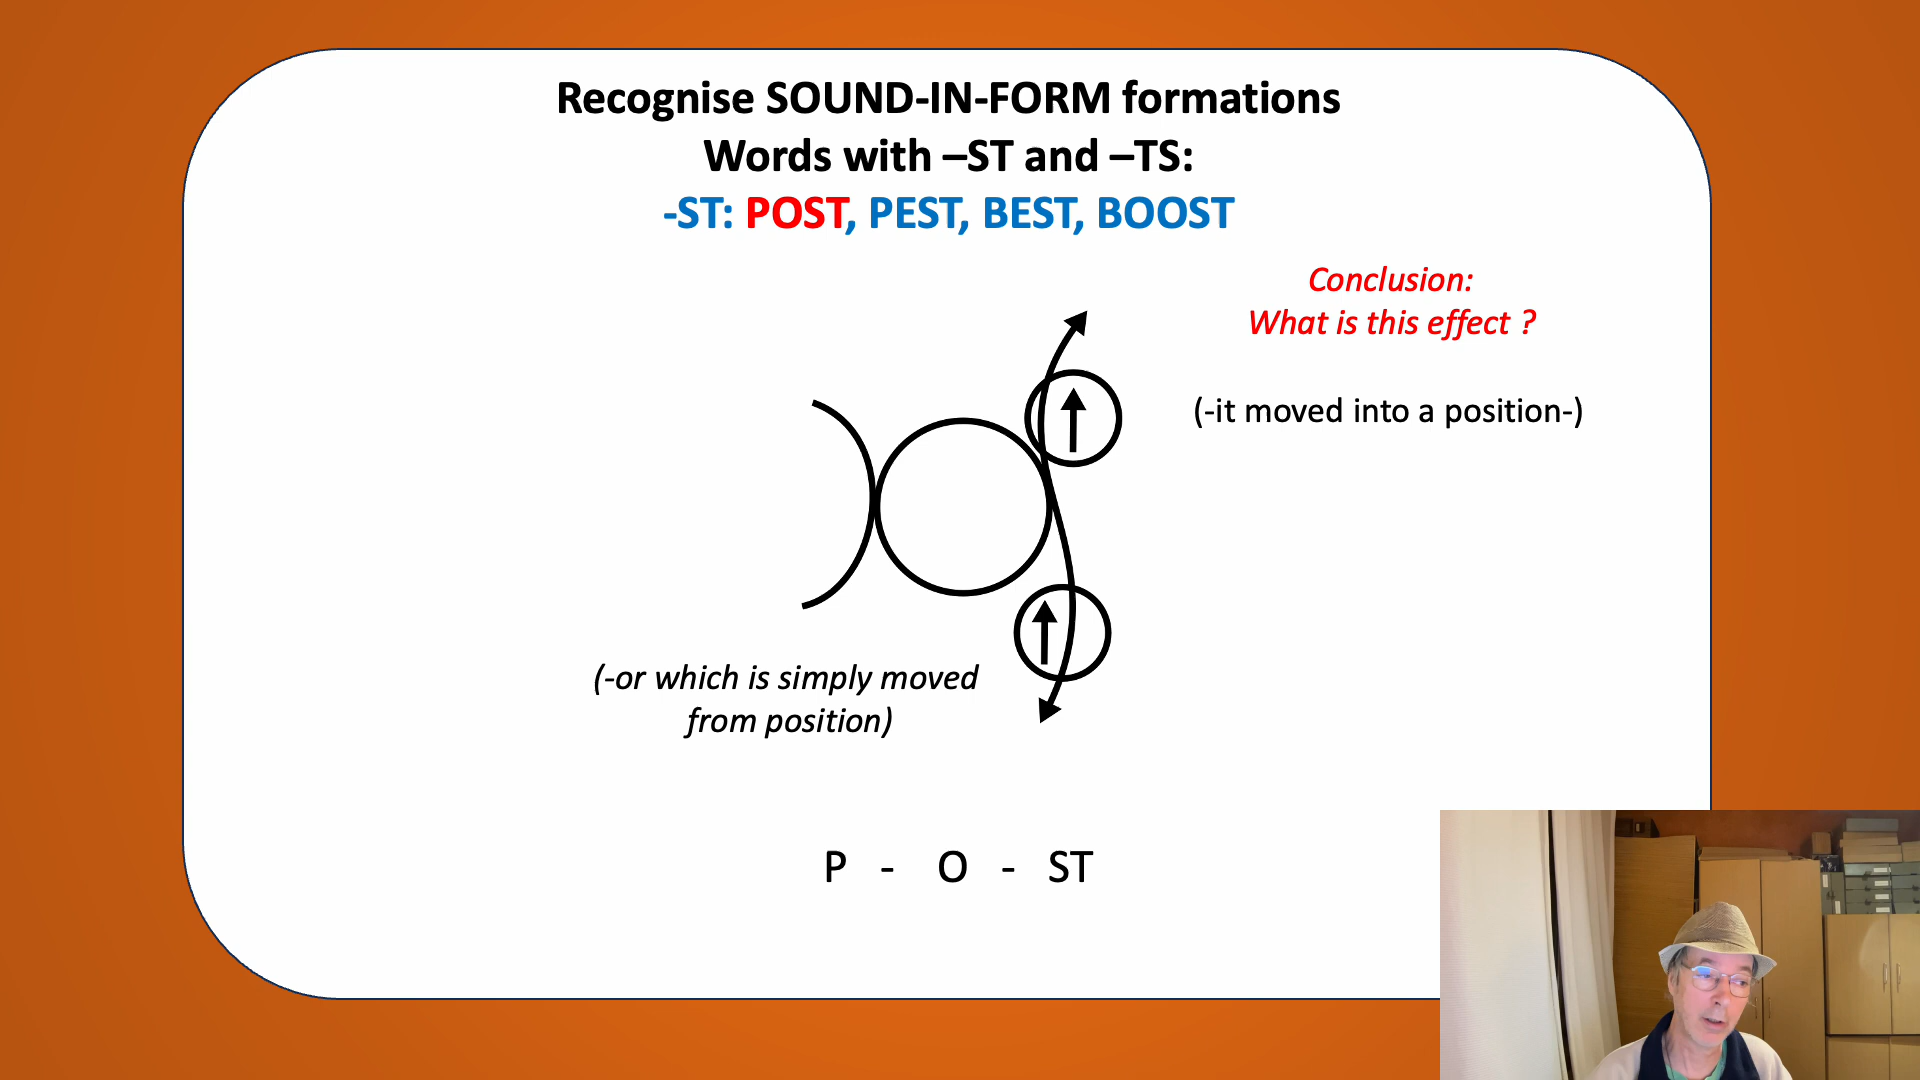 Recognise SOUND-IN-FORM formations
Words with –ST and –TS:
-ST: POST, PEST, BEST, BOOST
Conclusion:
What is this effect ?
(-it moved into a position-)
(-or which is simply moved
from position)
P - O - ST